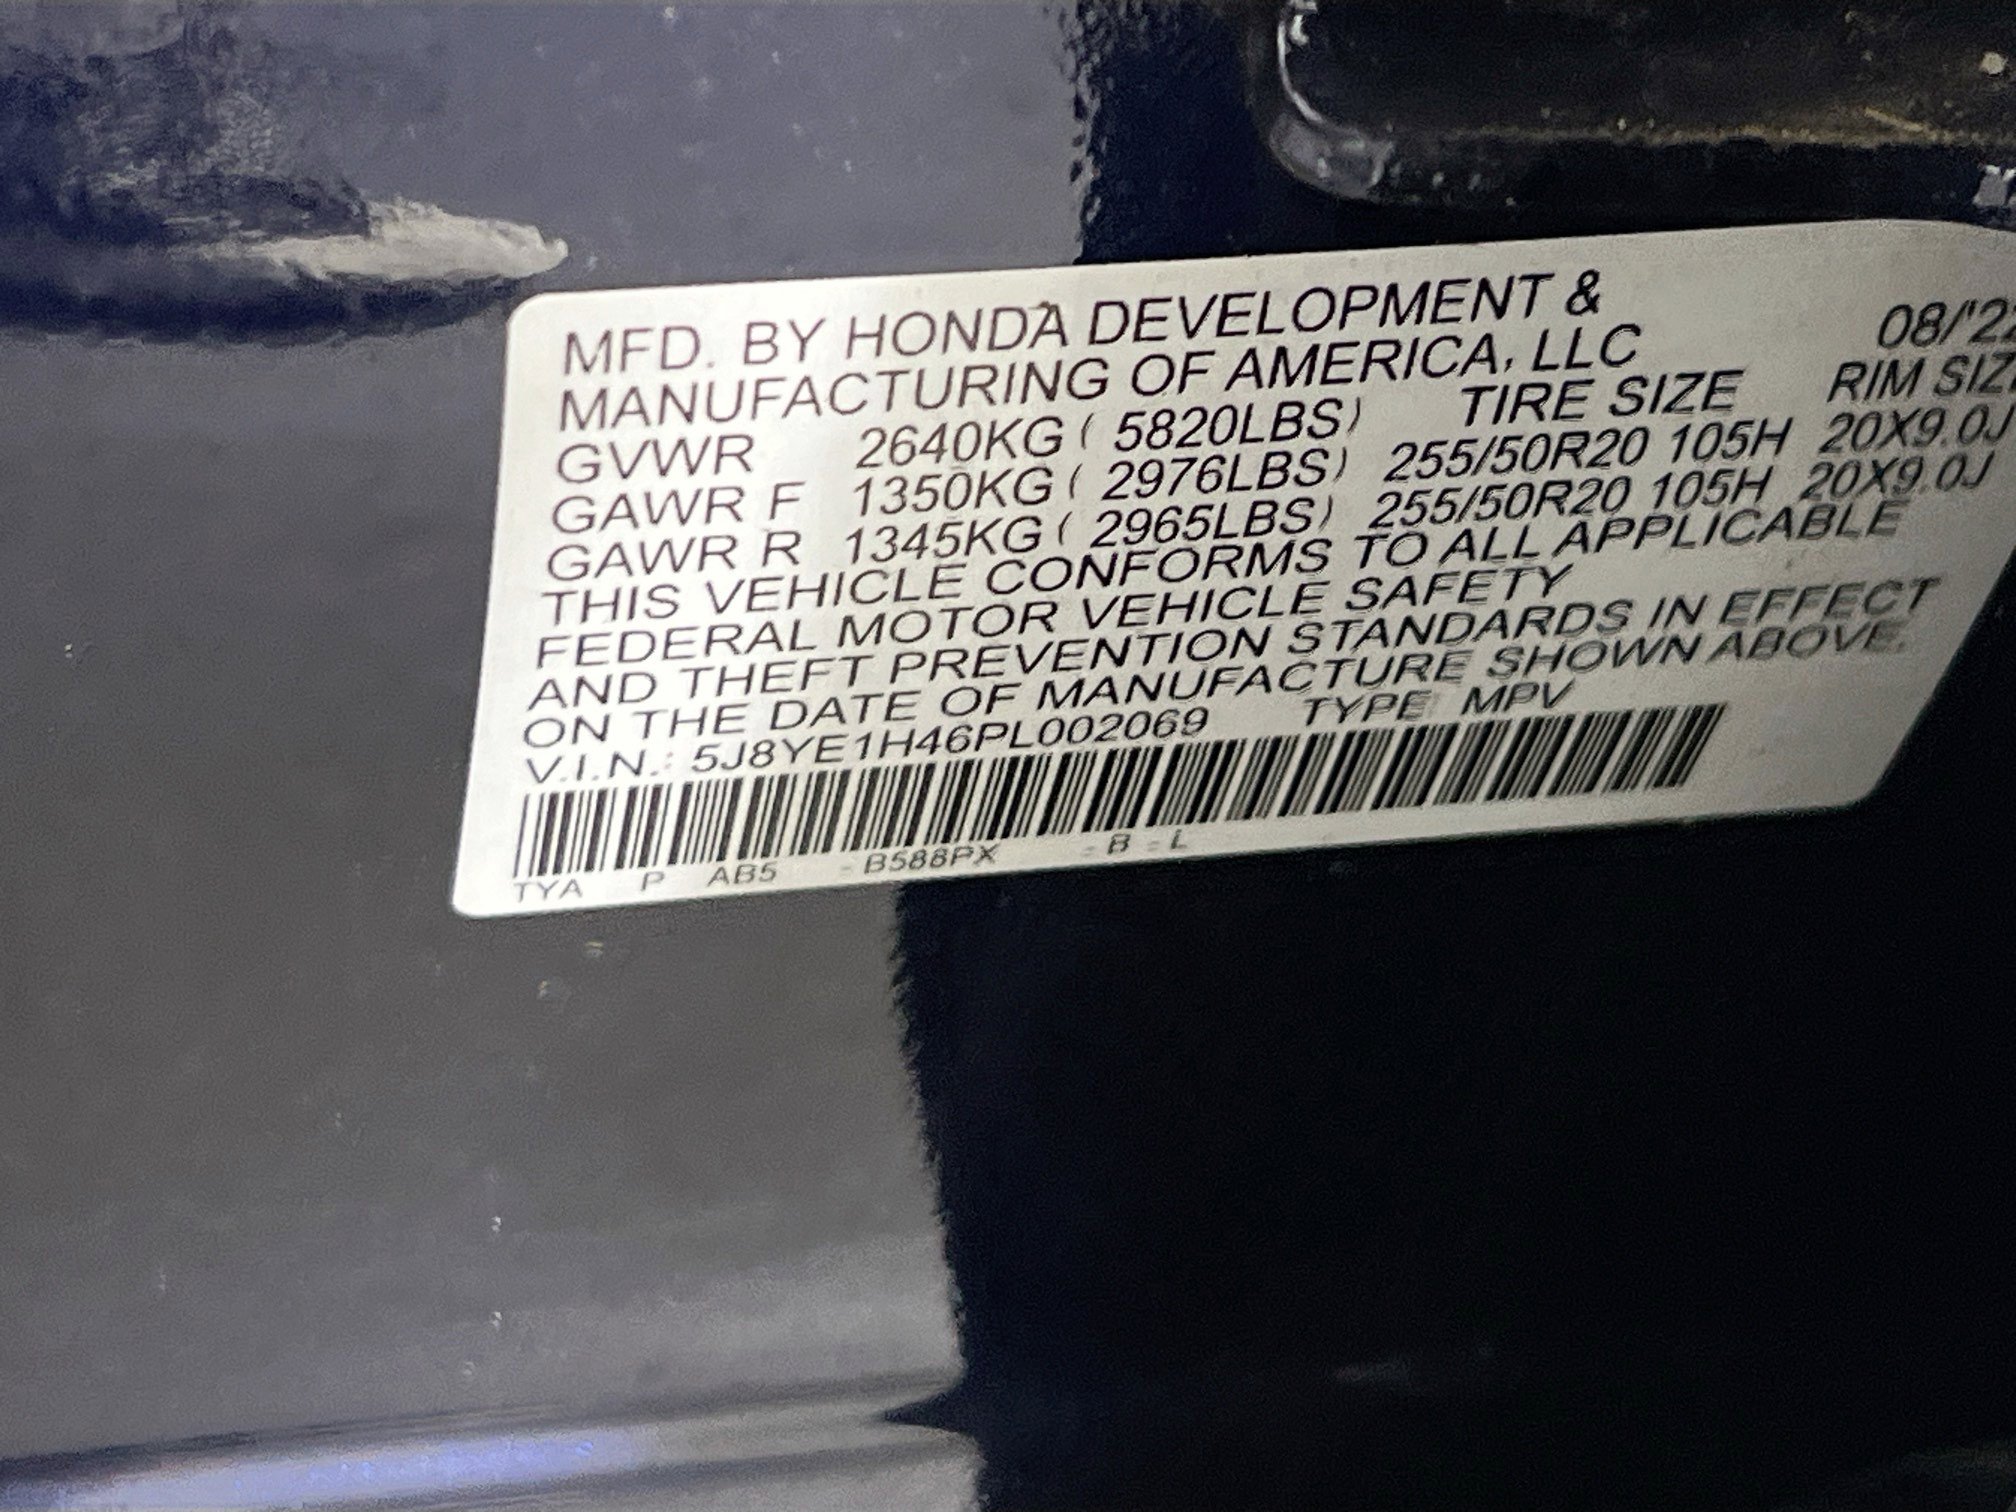 MFD. BY HONDA DEVELOPMENT &
MANUFACTURING OF AMERICA, LLC 08/'22
GVWR 2640KG ( 5820LBS) TIRE SIZE RIM SIZE
GAWR F 1350KG ( 2976LBS) 255/50R20 105H 20X9.0J
GAWR R 1345KG ( 2965LBS) 255/50R20 105H 20X9.0J
THIS VEHICLE CONFORMS TO ALL APPLICABLE
FEDERAL MOTOR VEHICLE SAFETY
AND THEFT PREVENTION STANDARDS IN EFFECT
ON THE DATE OF MANUFACTURE SHOWN ABOVE.
V.I.N.: 5J8YE1H46PL002069 TYPE MPV
TYA P AB5 - B588PX - B - L